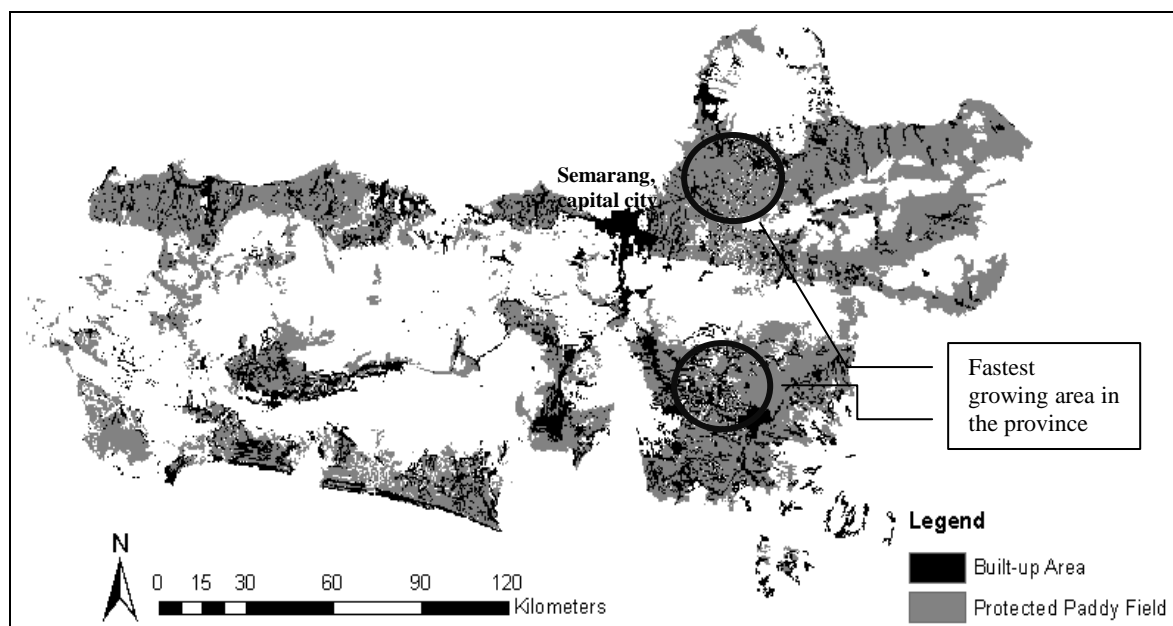 Semarang,
capital city
Fastest
growing area in
the province
N
0 15 30 60 90 120
Kilometers
Legend
Built-up Area
Protected Paddy Field